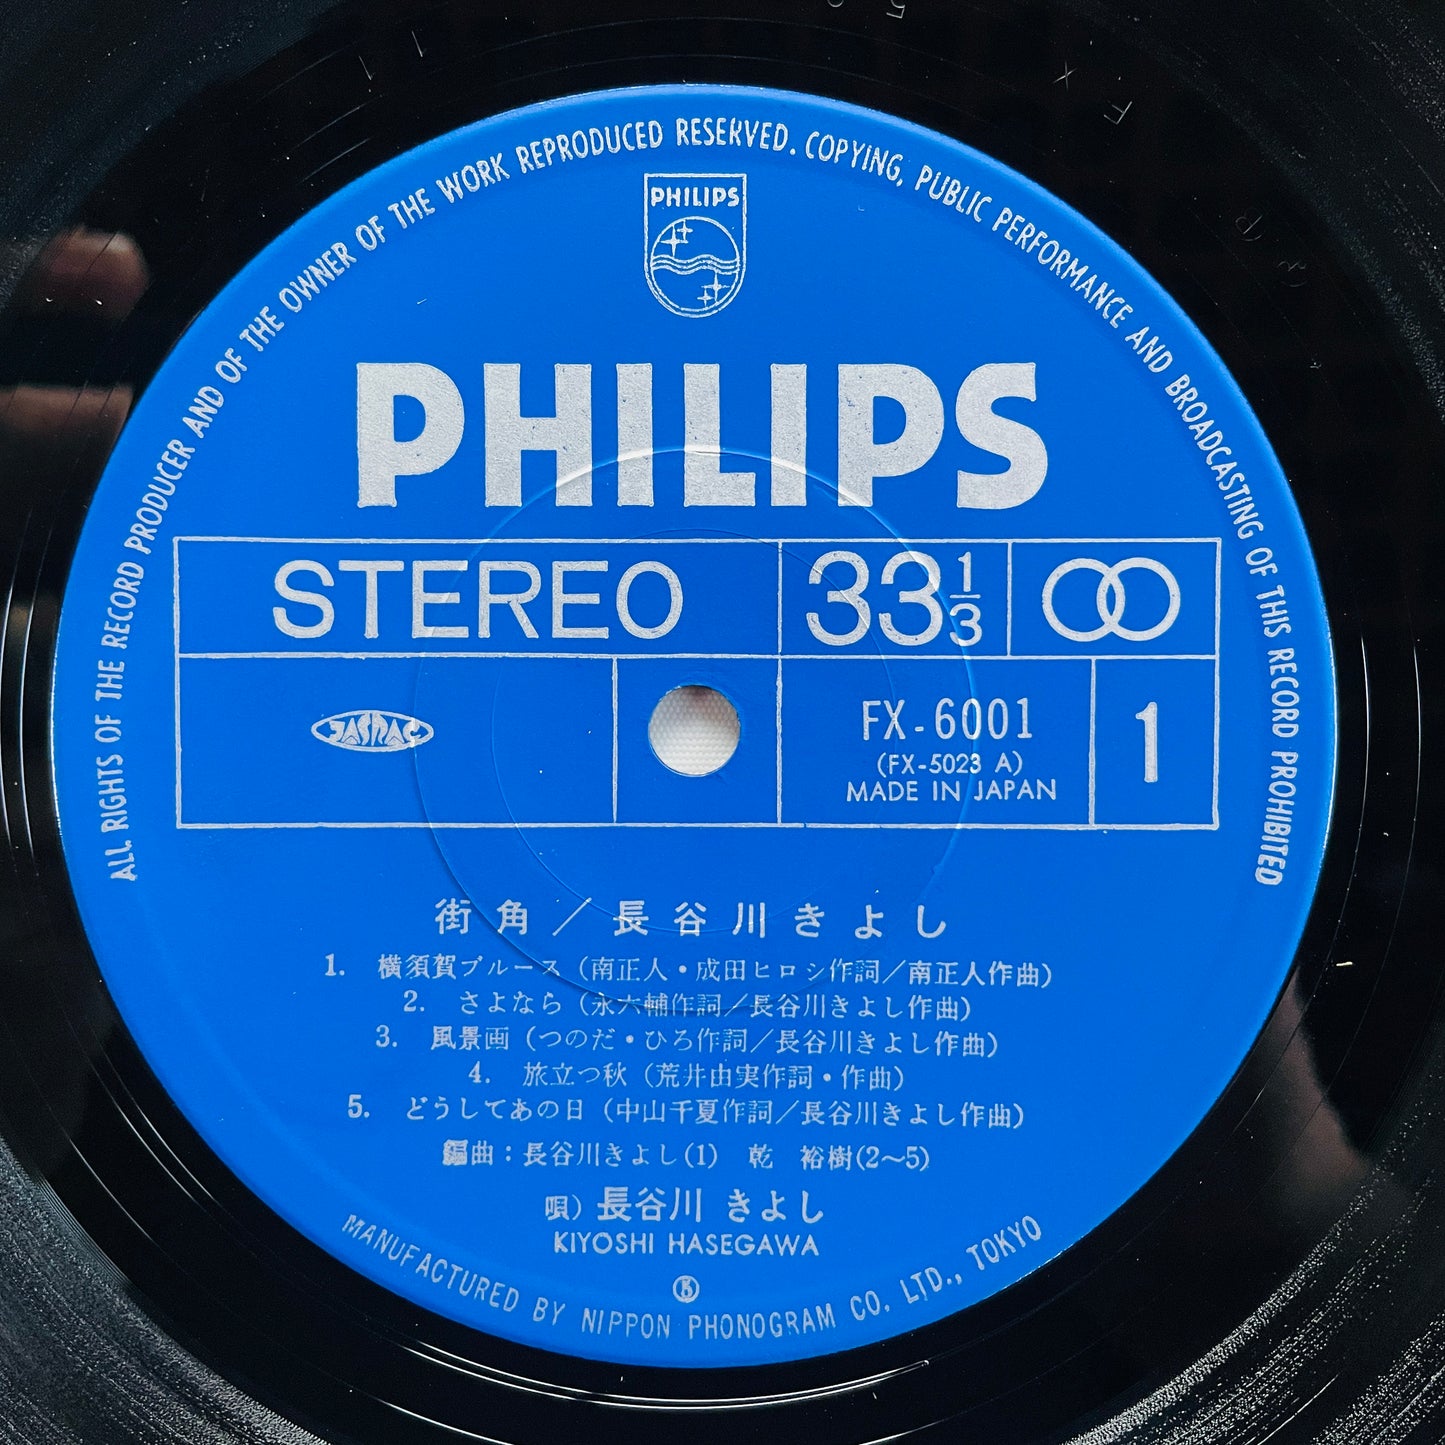 ALL RIGHTS OF THE RECORD PRODUCER AND OF THE OWNER OF THE WORK REPRODUCED RESERVED. COPYING, PUBLIC PERFORMANCE AND BROADCASTING OF THIS RECORD PROHIBITED
PHILIPS
PHILIPS
STEREO 33 1/3
JASRAC FX-6001 1
(FX-5023 A)
MADE IN JAPAN
街角／長谷川きよし
1. 横須賀ブルース（南正人・成田ヒロシ作詞／南正人作曲）
2. さよなら（永六輔作詞／長谷川きよし作曲）
3. 風景画（つのだ・ひろ作詞／長谷川きよし作曲）
4. 旅立つ秋（荒井由実作詞・作曲）
5. どうしてあの日（中山千夏作詞／長谷川きよし作曲）
編曲：長谷川きよし(1) 乾 裕樹(2〜5)
唄）長谷川 きよし
KIYOSHI HASEGAWA
MANUFACTURED BY NIPPON PHONOGRAM CO. LTD., TOKYO